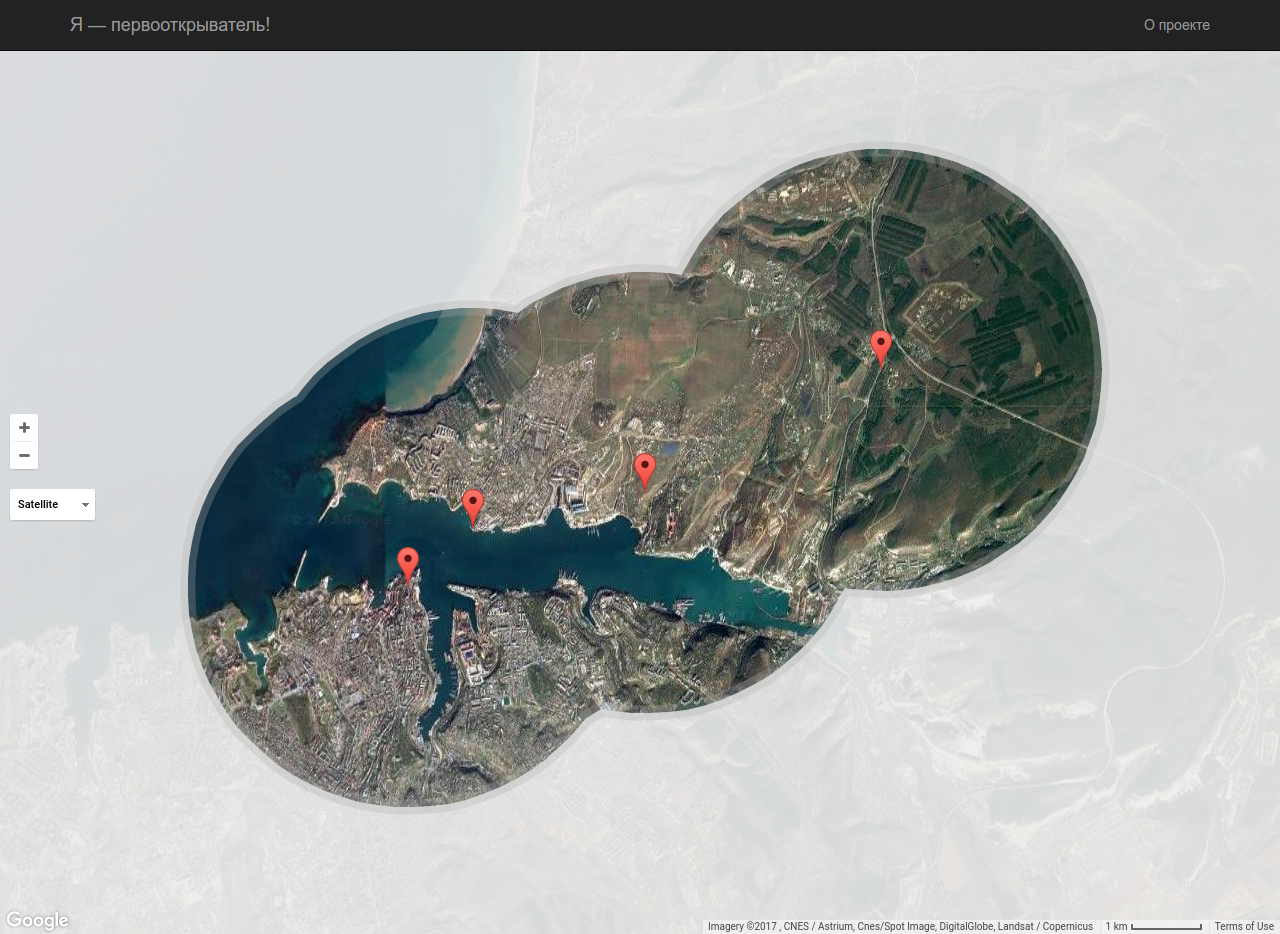 Я — первооткрыватель!
О проекте
+
−
Satellite
Google
Imagery ©2017 , CNES / Astrium, Cnes/Spot Image, DigitalGlobe, Landsat / Copernicus
1 km
Terms of Use